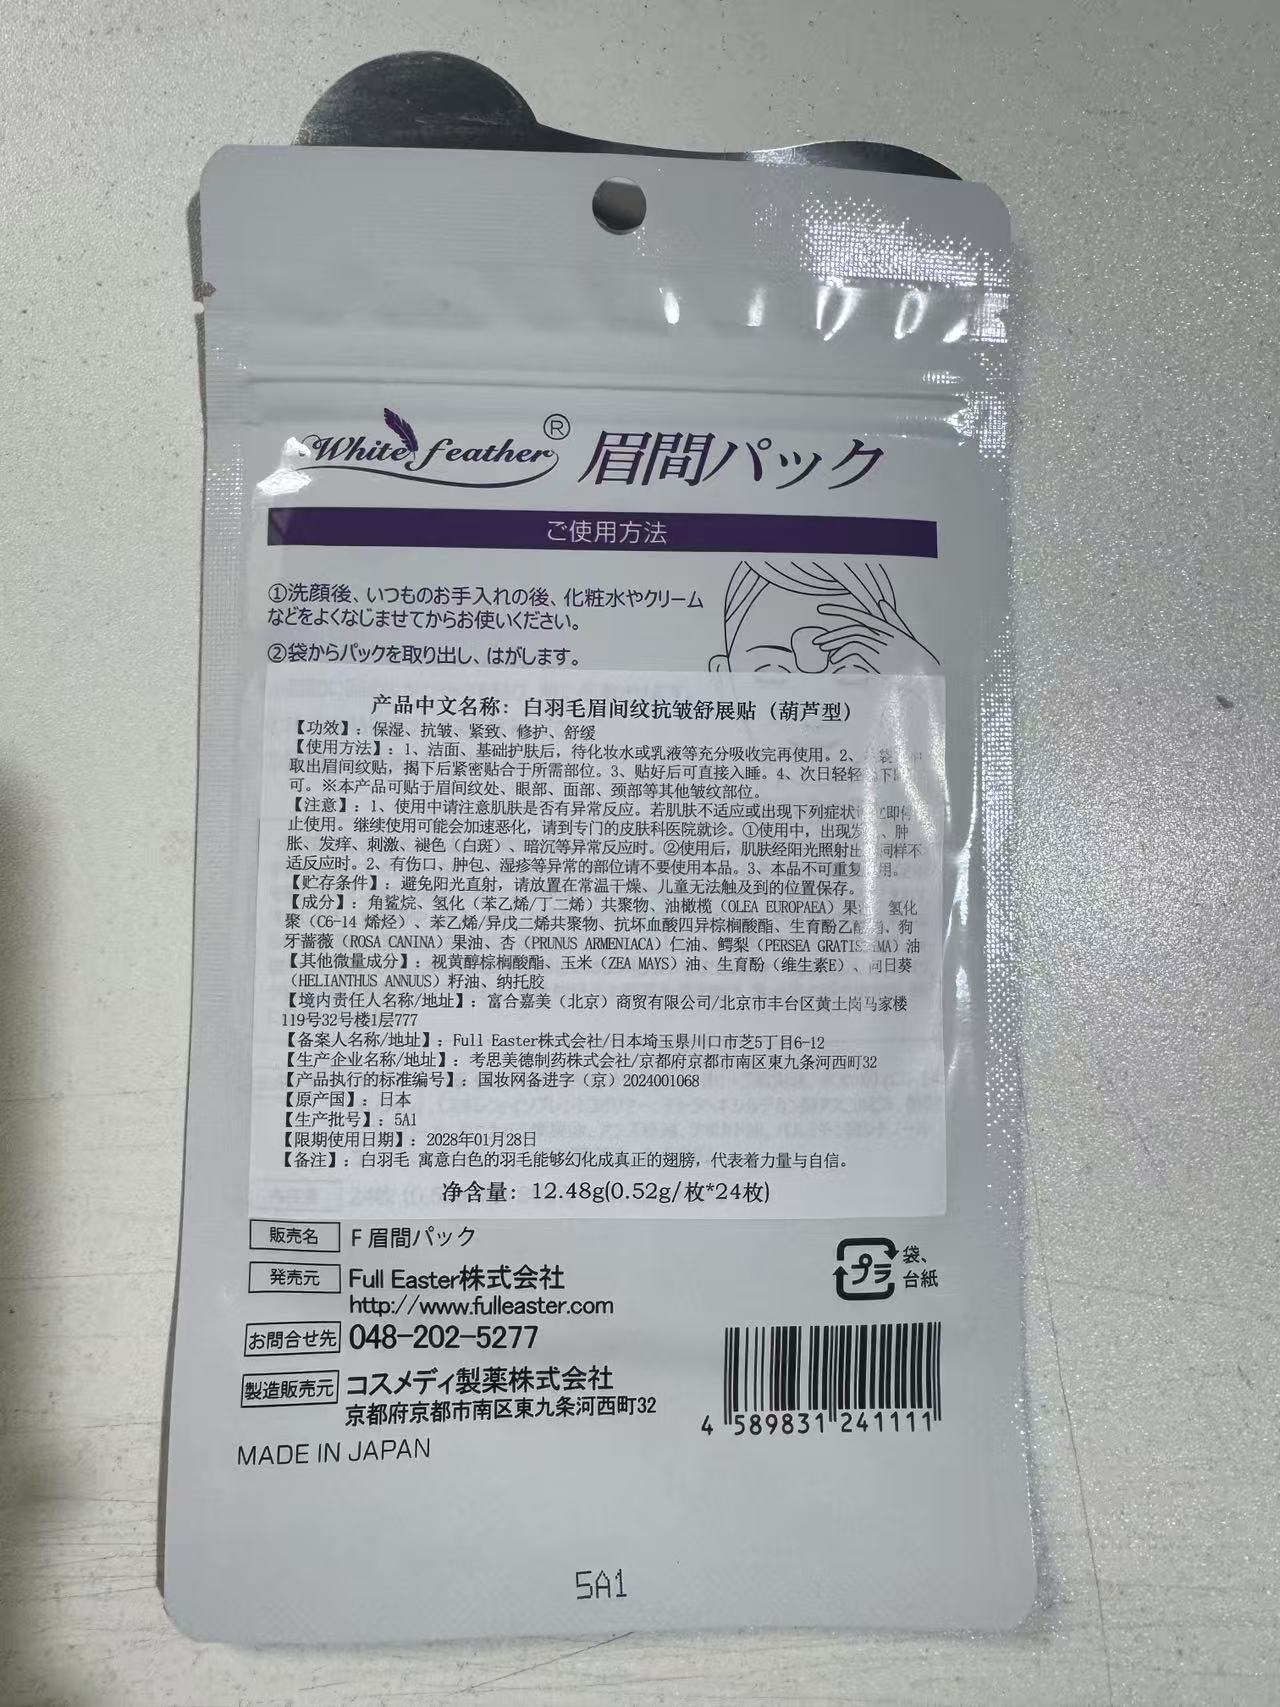 White feather® 眉間パック
ご使用方法
①洗顔後、いつものお手入れの後、化粧水やクリーム
などをよくなじませてからお使いください。
②袋からパックを取り出し、はがします。
产品中文名称：白羽毛眉间纹抗皱舒展贴（葫芦型）
【功效】：保湿、抗皱、紧致、修护、舒缓
【使用方法】：1、洁面、基础护肤后，待化妆水或乳液等充分吸收完再使用。2、袋
取出眉间纹贴，揭下后紧密贴合于所需部位。3、贴好后可直接入睡。4、次日轻轻下
可。※本产品可贴于眉间纹处、眼部、面部、颈部等其他皱纹部位。
【注意】：1、使用中请注意肌肤是否有异常反应。若肌肤不适应或出现下列症状立即停
止使用。继续使用可能会加速恶化，请到专门的皮肤科医院就诊。①使用中，出现、肿
胀、发痒、刺激、褪色（白斑）、暗沉等异常反应时。②使用后，肌肤经阳光照射出同样不
适反应时。2、有伤口、肿包、湿疹等异常的部位请不要使用本品。3、本品不可重复用。
【贮存条件】：避免阳光直射，请放置在常温干燥、儿童无法触及到的位置保存。
【成分】：角鲨烷、氢化（苯乙烯/丁二烯）共聚物、油橄榄（OLEA EUROPAEA）果、氢化
聚（C6-14 烯烃）、苯乙烯/异戊二烯共聚物、抗坏血酸四异棕榈酸酯、生育酚乙酸、狗
牙蔷薇（ROSA CANINA）果油、杏（PRUNUS ARMENIACA）仁油、鳄梨（PERSEA GRATISSIMA）油
【其他微量成分】：视黄醇棕榈酸酯、玉米（ZEA MAYS）油、生育酚（维生素E）、向日葵
（HELIANTHUS ANNUUS）籽油、纳托胶
【境内责任人名称/地址】：富合嘉美（北京）商贸有限公司/北京市丰台区黄土岗马家楼
119号32号楼1层777
【备案人名称/地址】：Full Easter株式会社/日本埼玉県川口市芝5丁目6-12
【生产企业名称/地址】：考思美德制药株式会社/京都府京都市南区東九条河西町32
【产品执行的标准编号】：国妆网备进字（京）2024001068
【原产国】：日本
【生产批号】：5A1
【限期使用日期】：2028年01月28日
【备注】：白羽毛 寓意白色的羽毛能够幻化成真正的翅膀，代表着力量与自信。
净含量：12.48g(0.52g/枚*24枚)
販売名 F 眉間パック
発売元 Full Easter株式会社
http://www.fulleaster.com
お問合せ先 048-202-5277
製造販売元 コスメディ製薬株式会社
京都府京都市南区東九条河西町32
MADE IN JAPAN
プラ 袋、
台紙
4 589831 241111
5A1